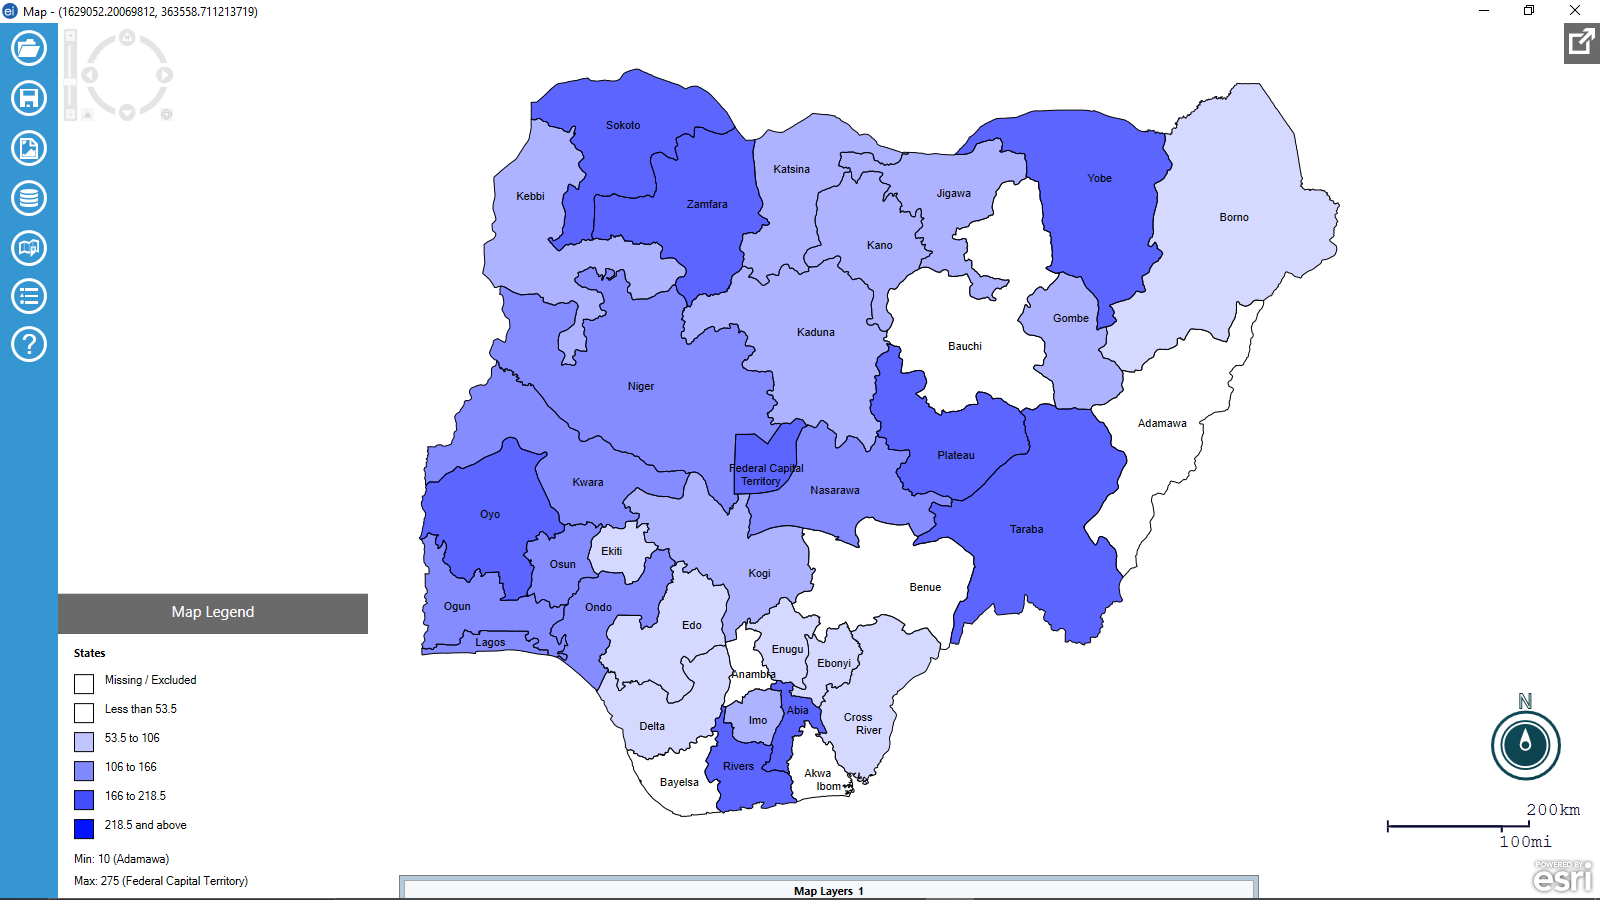 ei Map - (1629052.20069812, 363558.711213719)
Sokoto
Katsina
Yobe
Kebbi
Zamfara
Jigawa
Borno
Kano
Gombe
Kaduna
Bauchi
Niger
Adamawa
Plateau
Federal Capital
Territory
Kwara
Nasarawa
Oyo
Taraba
Ekiti
Osun
Kogi
Benue
Ogun
Ondo
Edo
Lagos
Enugu
Ebonyi
Anambra
Abia
Imo
Delta
Cross
River
Rivers
Akwa
Ibom
Bayelsa
Map Legend
States
Missing / Excluded
Less than 53.5
53.5 to 106
106 to 166
166 to 218.5
218.5 and above
Min: 10 (Adamawa)
Max: 275 (Federal Capital Territory)
N
200km
100mi
POWERED BY
esri
Map Layers 1